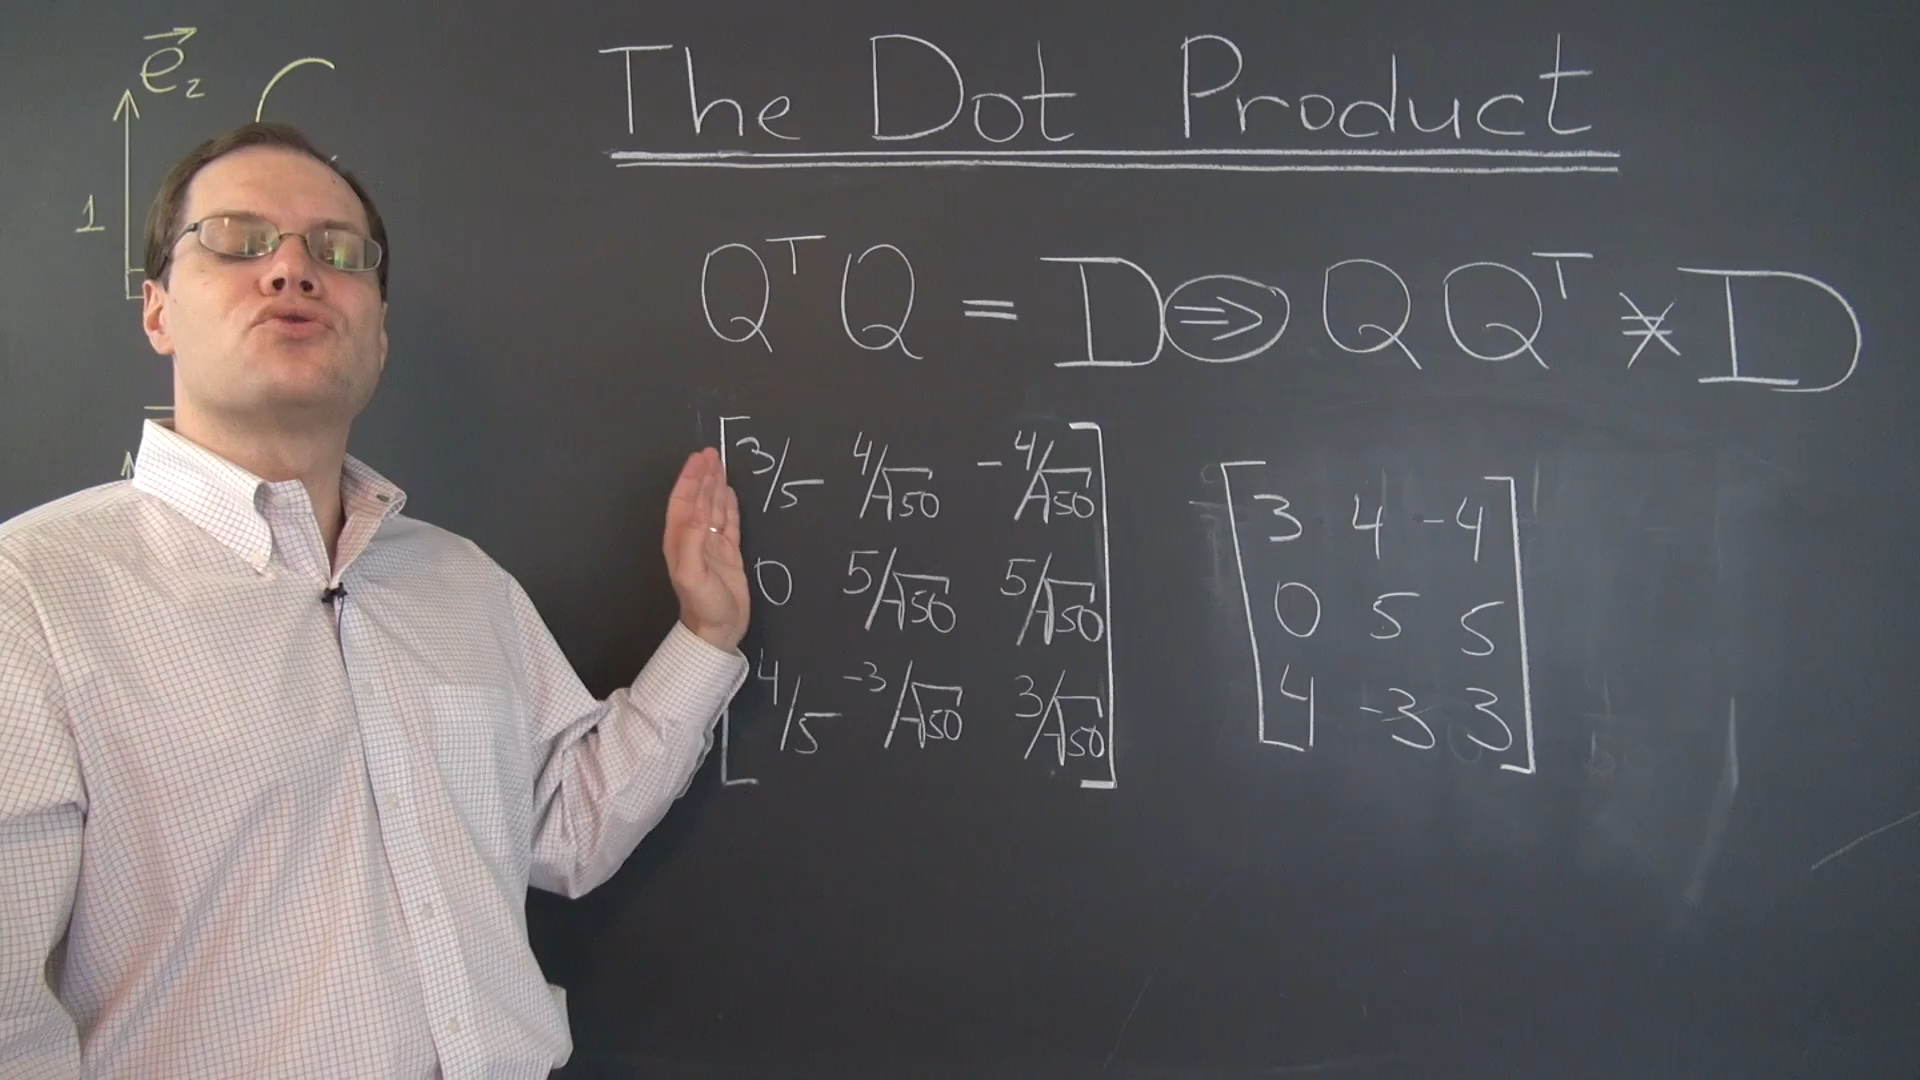 e⃗₂
1
The Dot Product
QᵀQ = D ⇒ QQᵀ ≠ D
3/5 4/√50 -4/√50
0 5/√50 5/√50
4/5 -3/√50 3/√50
3 4 -4
0 5 5
4 -3 3